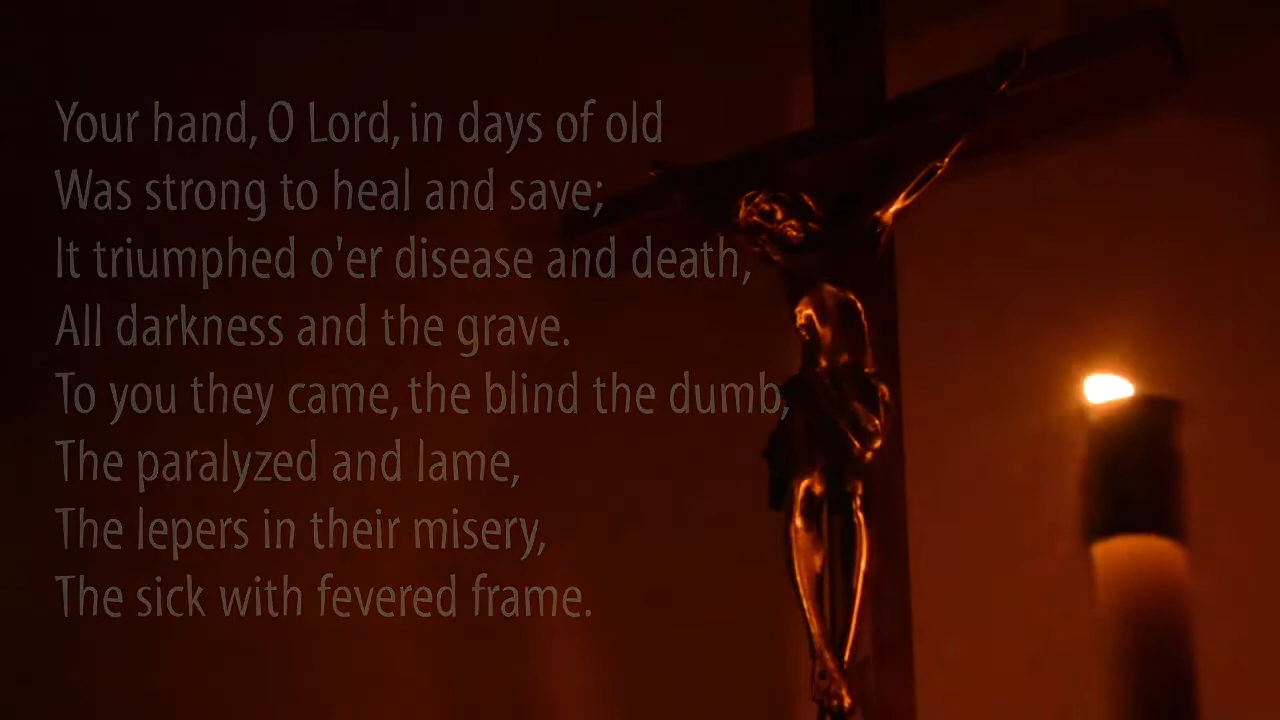 Your hand, O Lord, in days of old
Was strong to heal and save;
It triumphed o'er disease and death,
All darkness and the grave.
To you they came, the blind the dumb,
The paralyzed and lame,
The lepers in their misery,
The sick with fevered frame.